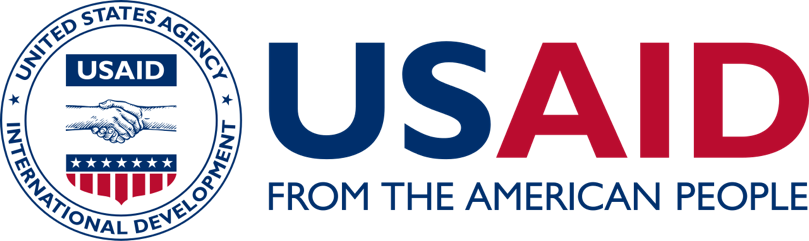 UNITED STATES AGENCY
USAID
INTERNATIONAL DEVELOPMENT
USAID
FROM THE AMERICAN PEOPLE